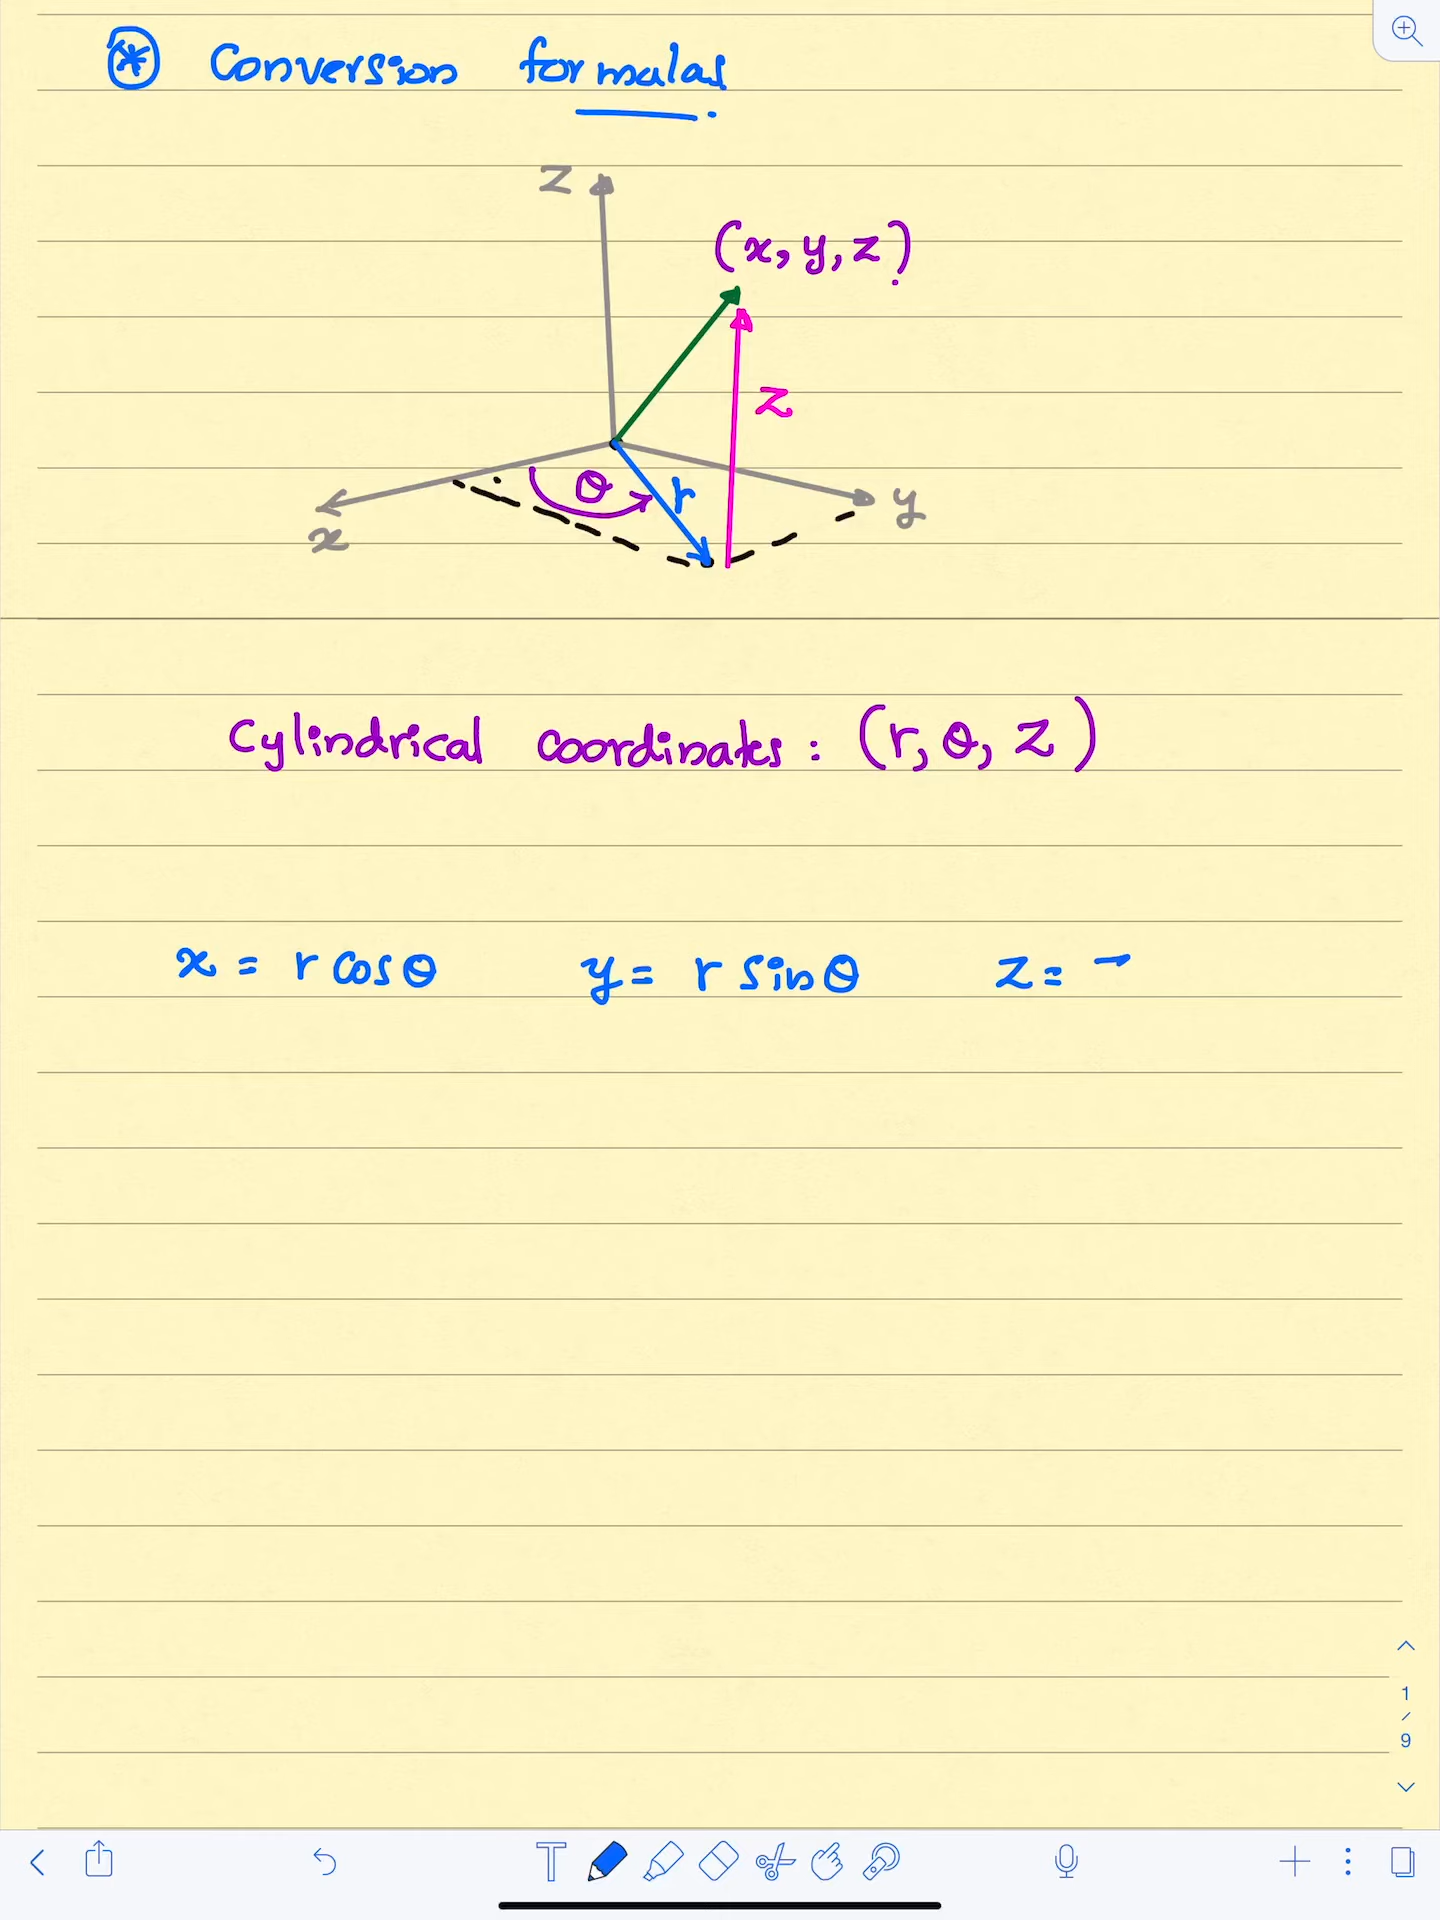 * Conversion formulas
z
(x, y, z)
z
θ r
x y
Cylindrical coordinates : (r, θ, z)
x = r cosθ y = r sinθ z =
1
/
9
T